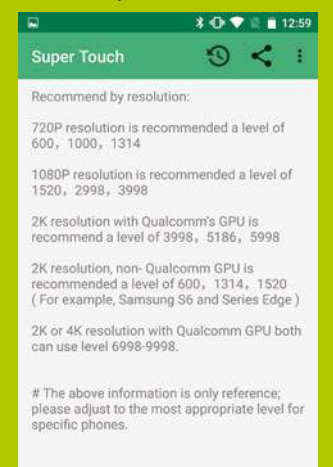 12:59
Super Touch
Recommend by resolution:
720P resolution is recommended a level of
600，1000，1314
1080P resolution is recommended a level of
1520，2998，3998
2K resolution with Qualcomm's GPU is
recommend a level of 3998，5186，5998
2K resolution, non- Qualcomm GPU is
recommended a level of 600，1314，1520
( For example, Samsung S6 and Series Edge )
2K or 4K resolution with Qualcomm GPU both
can use level 6998-9998.
# The above information is only reference;
please adjust to the most appropriate level for
specific phones.